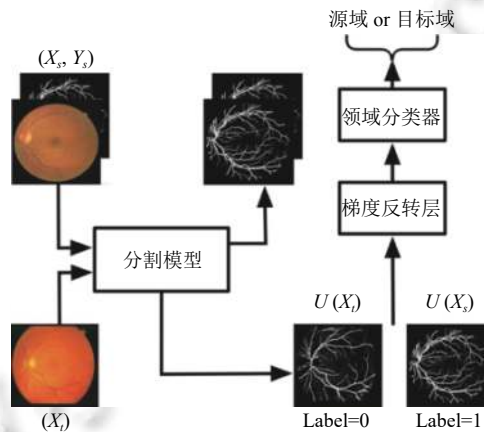 源域 or 目标域
(Xs, Ys)
领域分类器
梯度反转层
分割模型
U (Xt)
U (Xs)
(Xt)
Label=0
Label=1